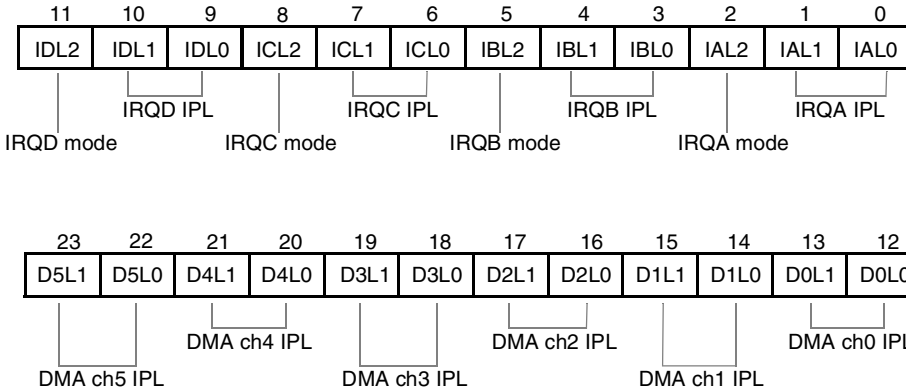 11 10 9 8 7 6 5 4 3 2 1 0
IDL2 IDL1 IDL0 ICL2 ICL1 ICL0 IBL2 IBL1 IBL0 IAL2 IAL1 IAL0
IRQD IPL IRQC IPL IRQB IPL IRQA IPL
IRQD mode IRQC mode IRQB mode IRQA mode
23 22 21 20 19 18 17 16 15 14 13 12
D5L1 D5L0 D4L1 D4L0 D3L1 D3L0 D2L1 D2L0 D1L1 D1L0 D0L1 D0L0
DMA ch4 IPL DMA ch2 IPL DMA ch0 IPL
DMA ch5 IPL DMA ch3 IPL DMA ch1 IPL